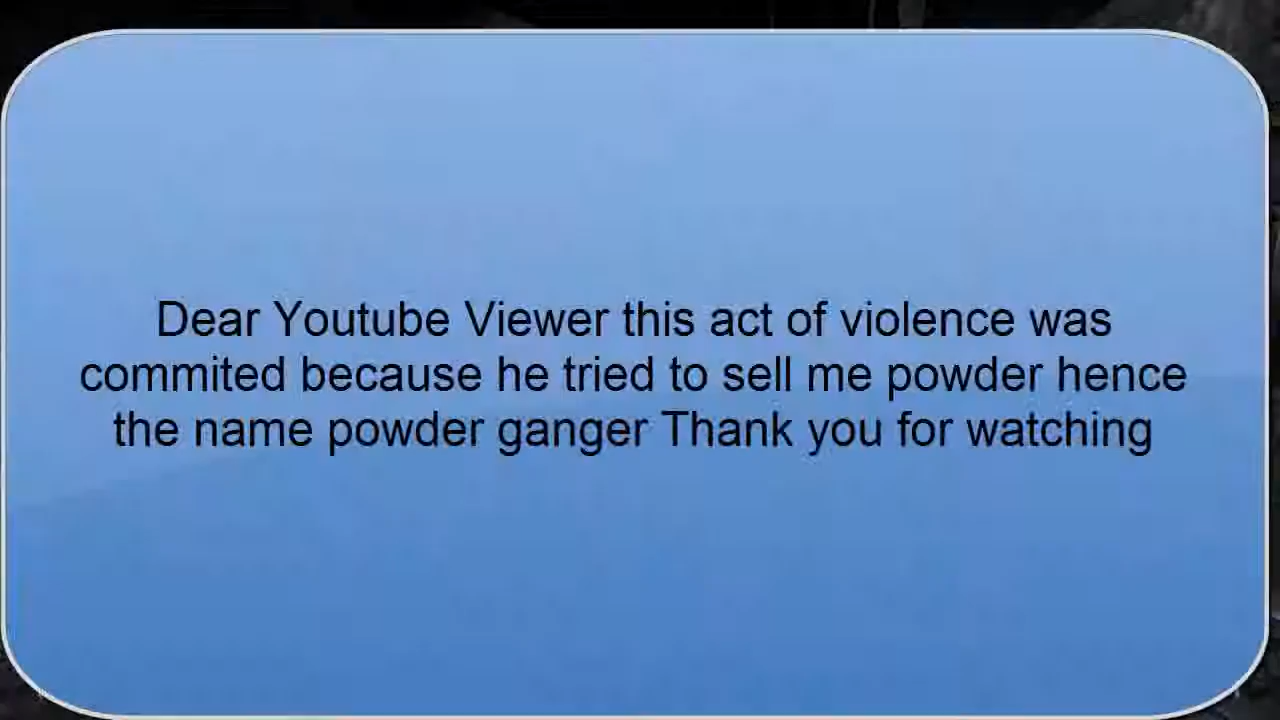 Dear Youtube Viewer this act of violence was
commited because he tried to sell me powder hence
the name powder ganger Thank you for watching